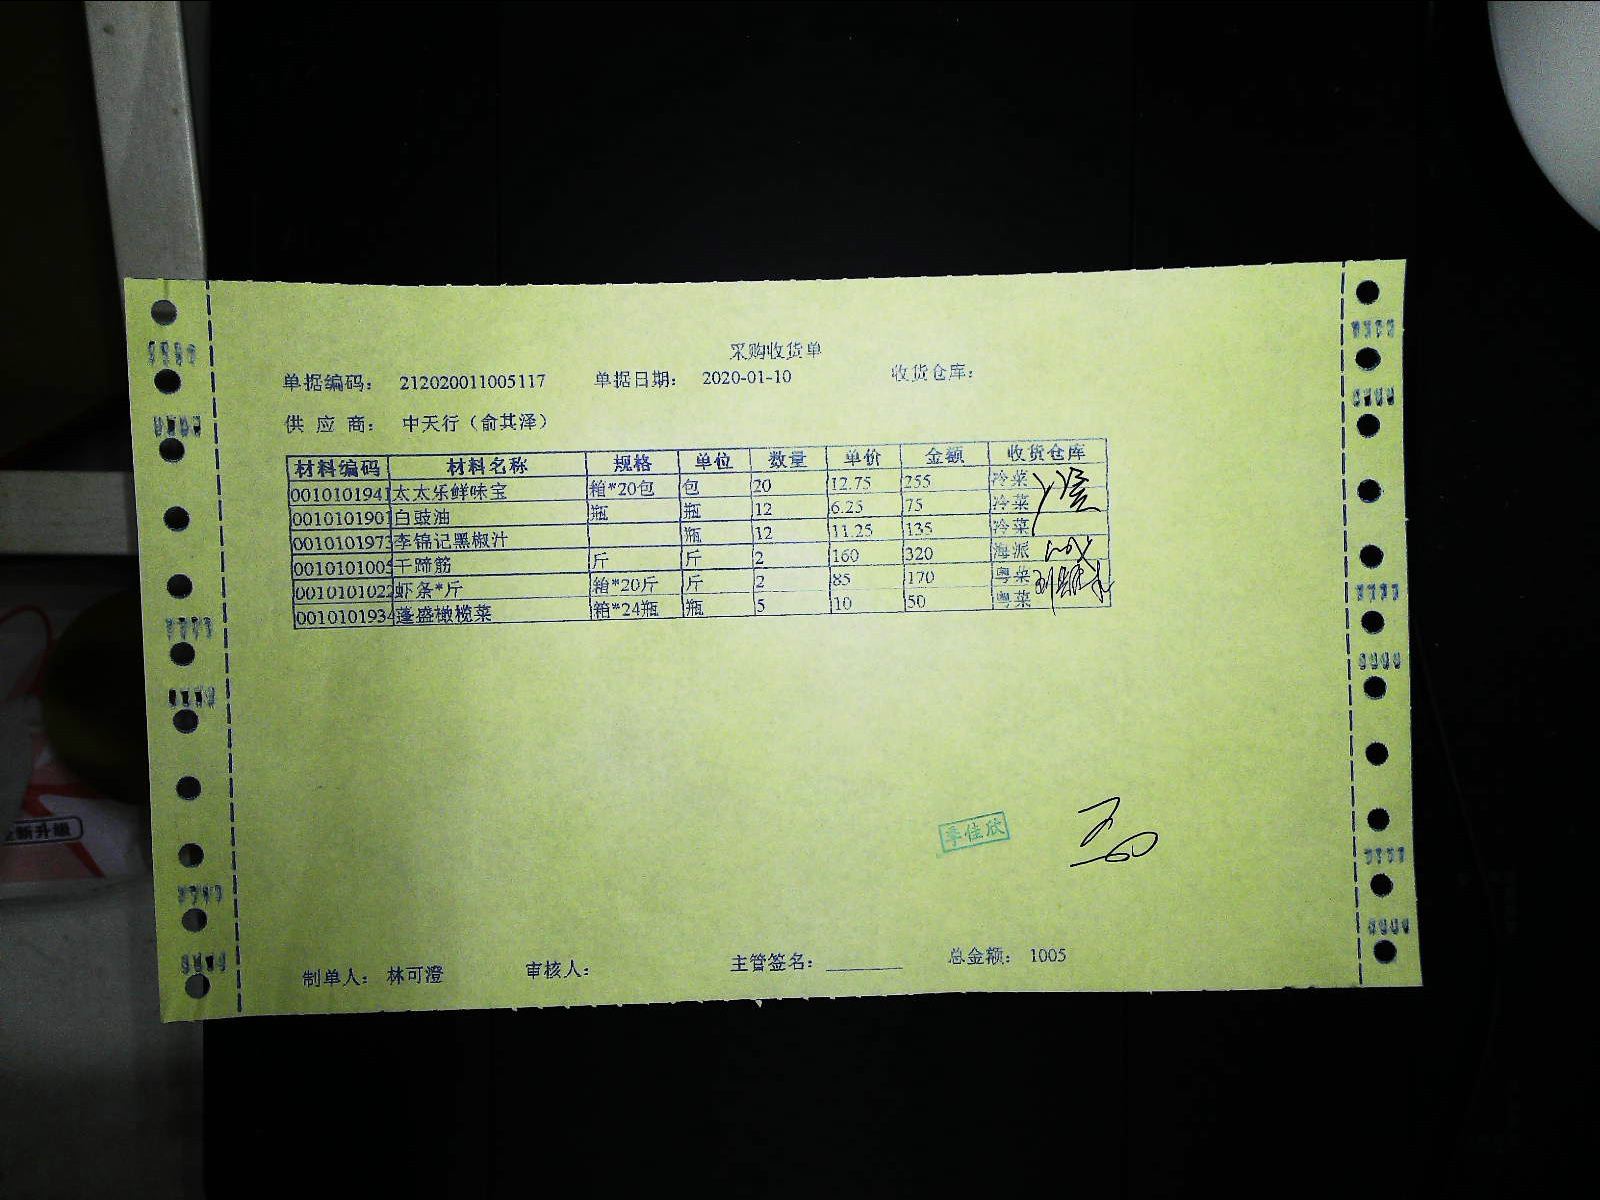 采购收货单
单据编码： 212020011005117 单据日期： 2020-01-10 收货仓库：
供 应 商： 中天行（俞其泽）
材料编码 材料名称 规格 单位 数量 单价 金额 收货仓库
0010101941 太太乐鲜味宝 箱*20包 包 20 12.75 255 冷菜
0010101901 白豉油 瓶 瓶 12 6.25 75 冷菜
0010101973 李锦记黑椒汁 瓶 12 11.25 135 冷菜
0010101005 干蹄筋 斤 斤 2 160 320 海派
0010101022 虾条*斤 箱*20斤 斤 2 85 170 粤菜
0010101934 蓬盛橄榄菜 箱*24瓶 瓶 5 10 50 粤菜
新升級
李佳欣
制单人： 林可澄 审核人： 主管签名： ________ 总金额： 1005